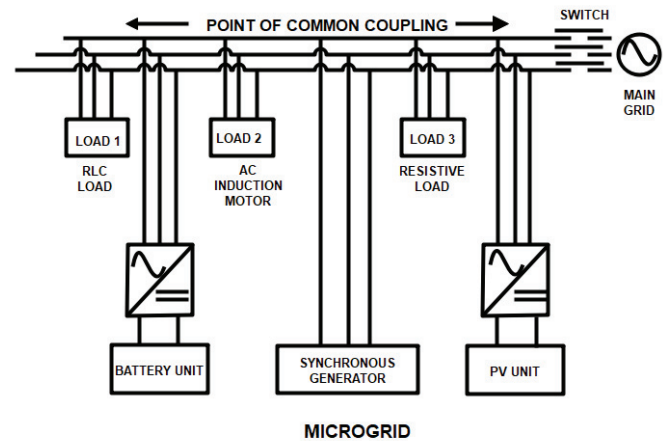 POINT OF COMMON COUPLING
SWITCH
MAIN
GRID
LOAD 1
LOAD 2
LOAD 3
RLC
LOAD
AC
INDUCTION
MOTOR
RESISTIVE
LOAD
BATTERY UNIT
SYNCHRONOUS
GENERATOR
PV UNIT
MICROGRID